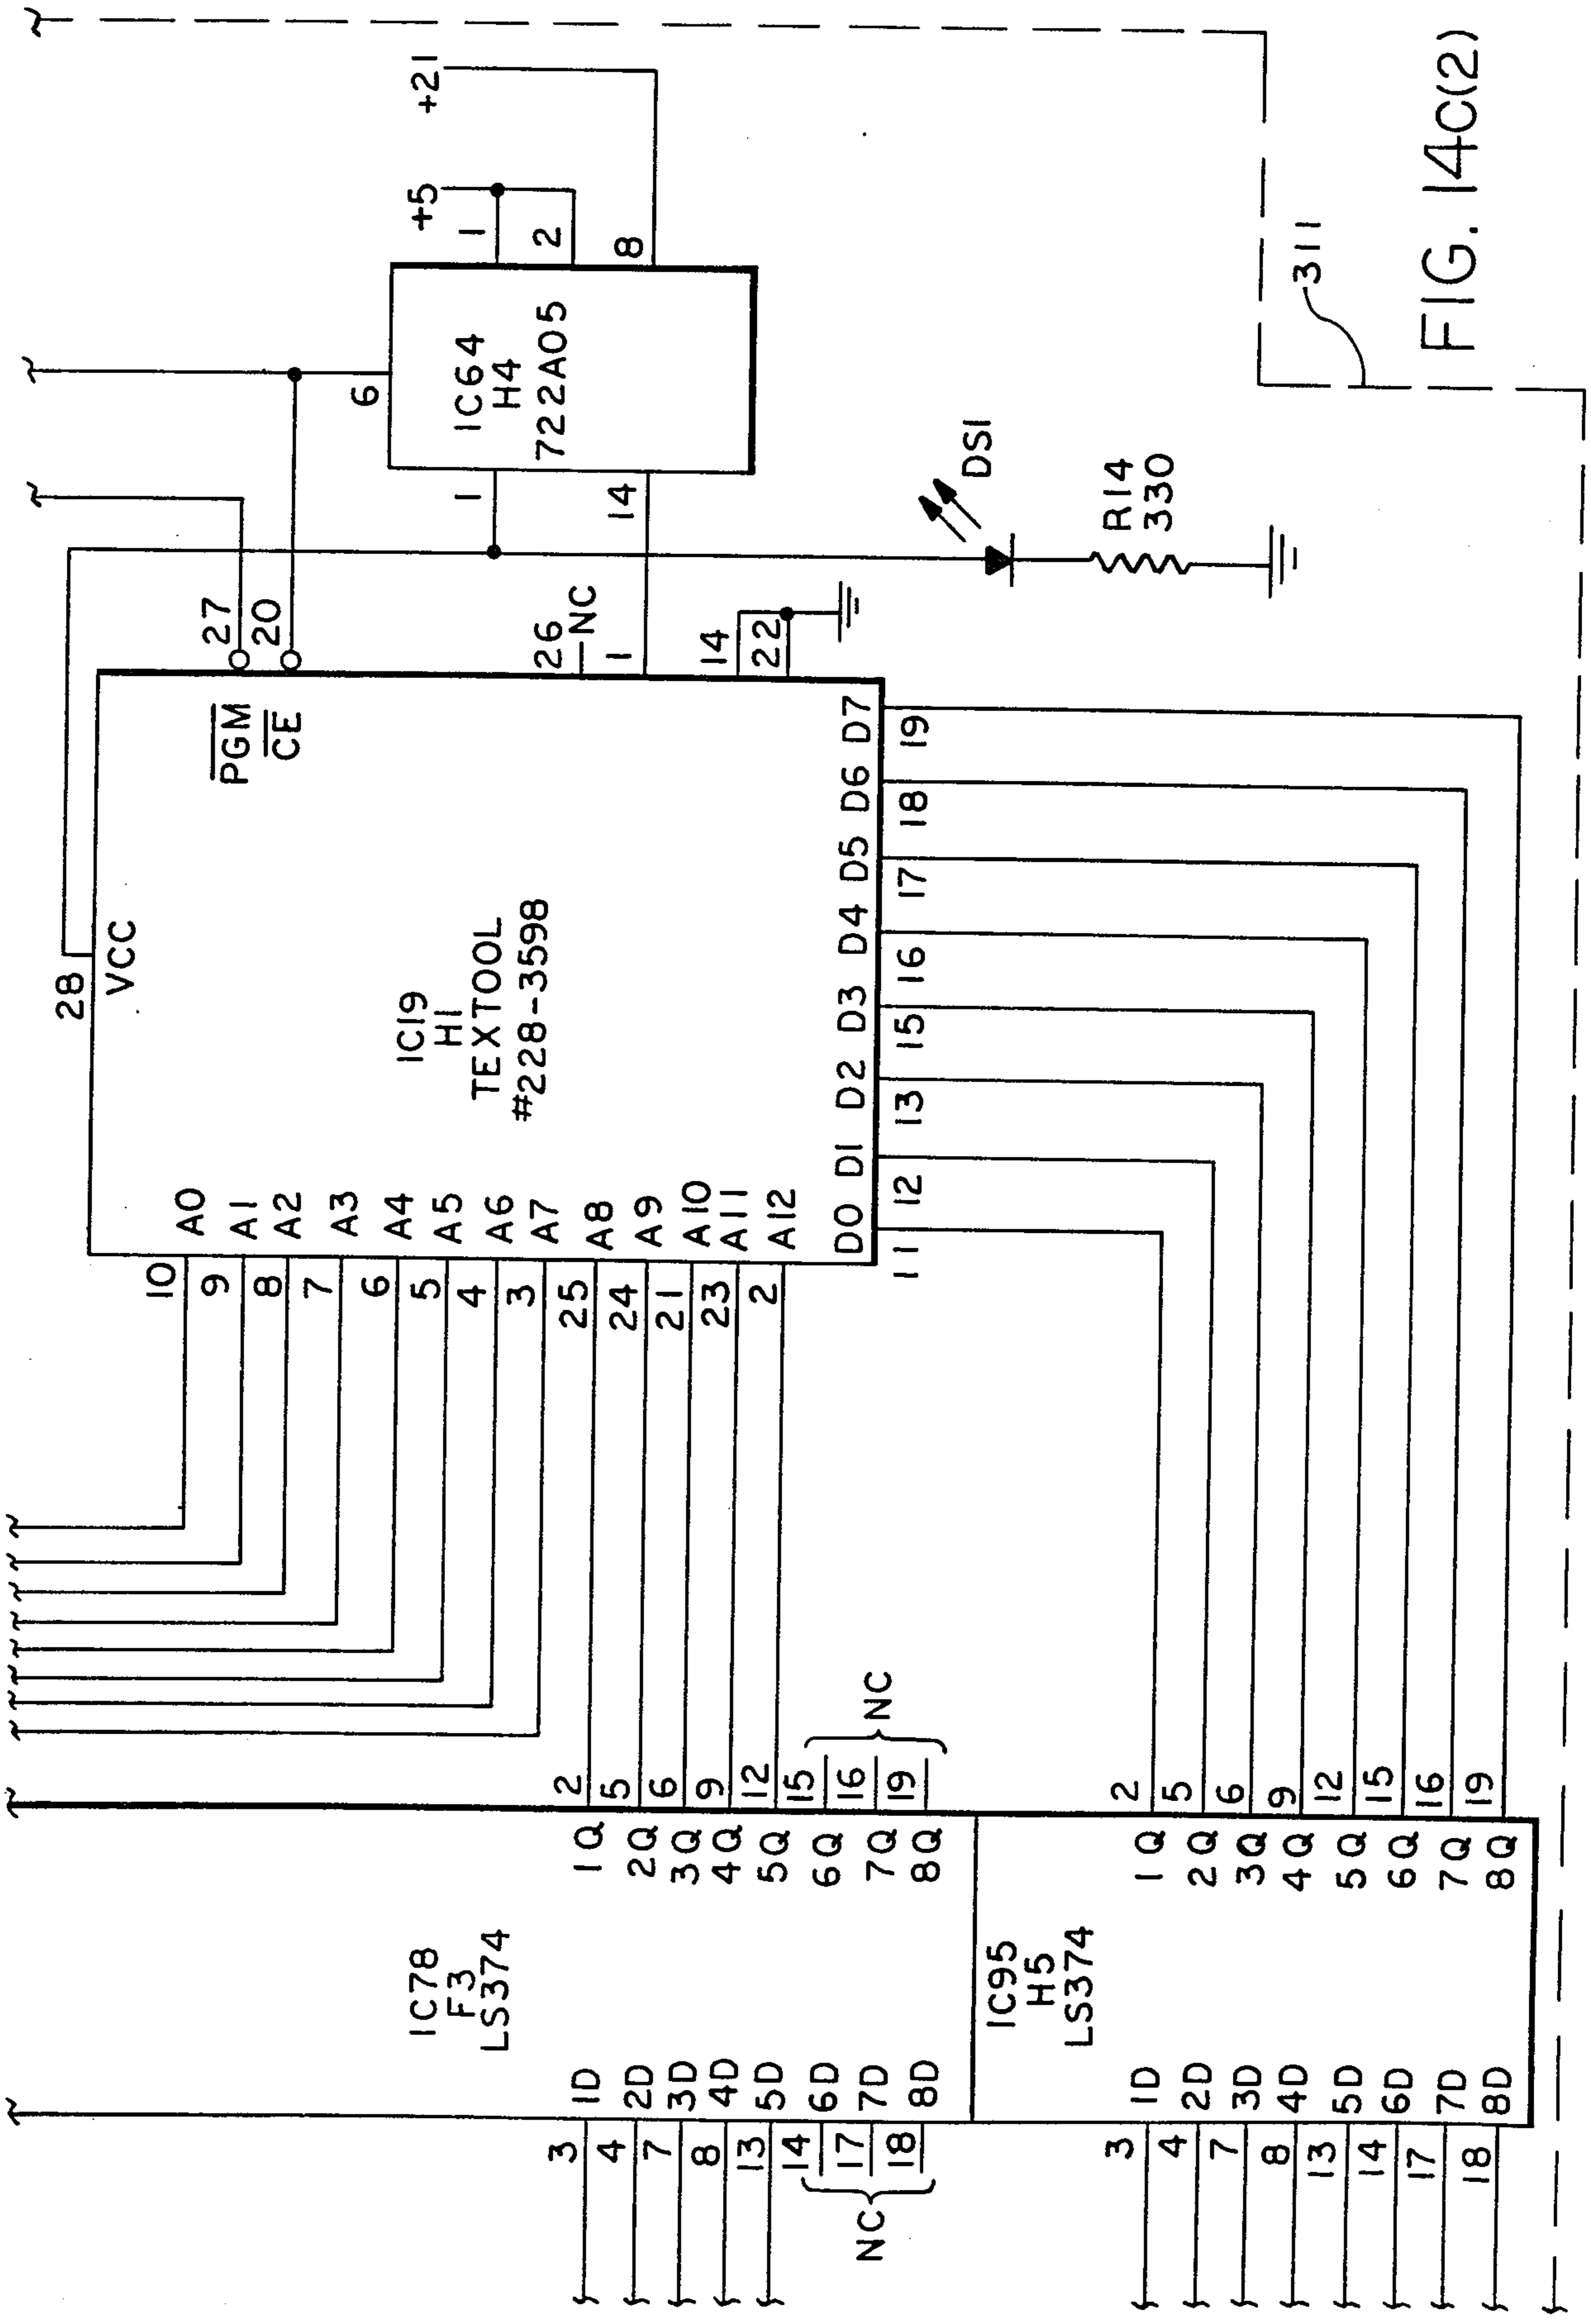 +21
+5
1
2
8
6
IC64
H4
722A05
1
14
27
20
26
NC
1
14
22
PGM
CE
28
VCC
IC19
H1
TEXTOOL
#228-3598
DS1
R14
330
311
FIG. 14C(2)
D0 D1 D2 D3 D4 D5 D6 D7
11 12 13 15 16 17 18 19
10 A0
9 A1
8 A2
7 A3
6 A4
5 A5
4 A6
3 A7
25 A8
24 A9
21 A10
23 A11
2 A12
IC78
F3
LS374
1Q 2
2Q 5
3Q 6
4Q 9
5Q 12
6Q 15
7Q 16
8Q 19
NC
3 1D
4 2D
7 3D
8 4D
13 5D
14 6D
17 7D
18 8D
NC
IC95
H5
LS374
1Q 2
2Q 5
3Q 6
4Q 9
5Q 12
6Q 15
7Q 16
8Q 19
3 1D
4 2D
7 3D
8 4D
13 5D
14 6D
17 7D
18 8D